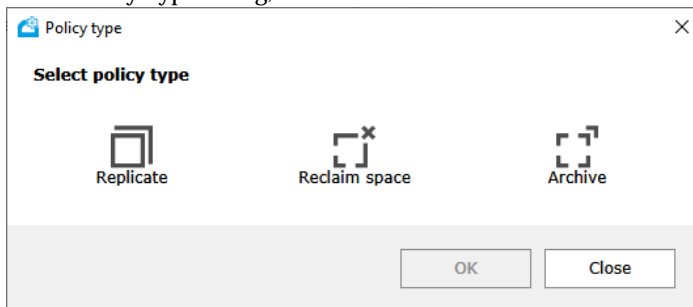 Policy type
Select policy type
Replicate Reclaim space Archive
OK Close